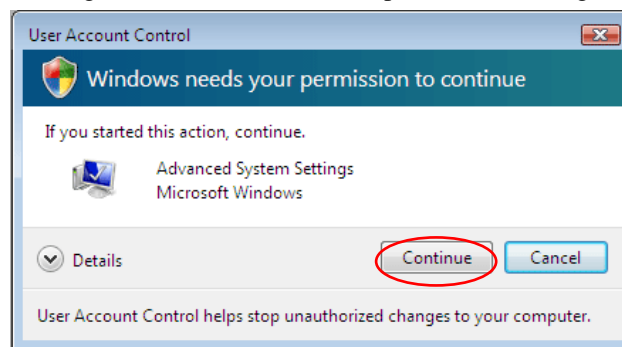 User Account Control
Windows needs your permission to continue
If you started this action, continue.
Advanced System Settings
Microsoft Windows
Details
Continue
Cancel
User Account Control helps stop unauthorized changes to your computer.